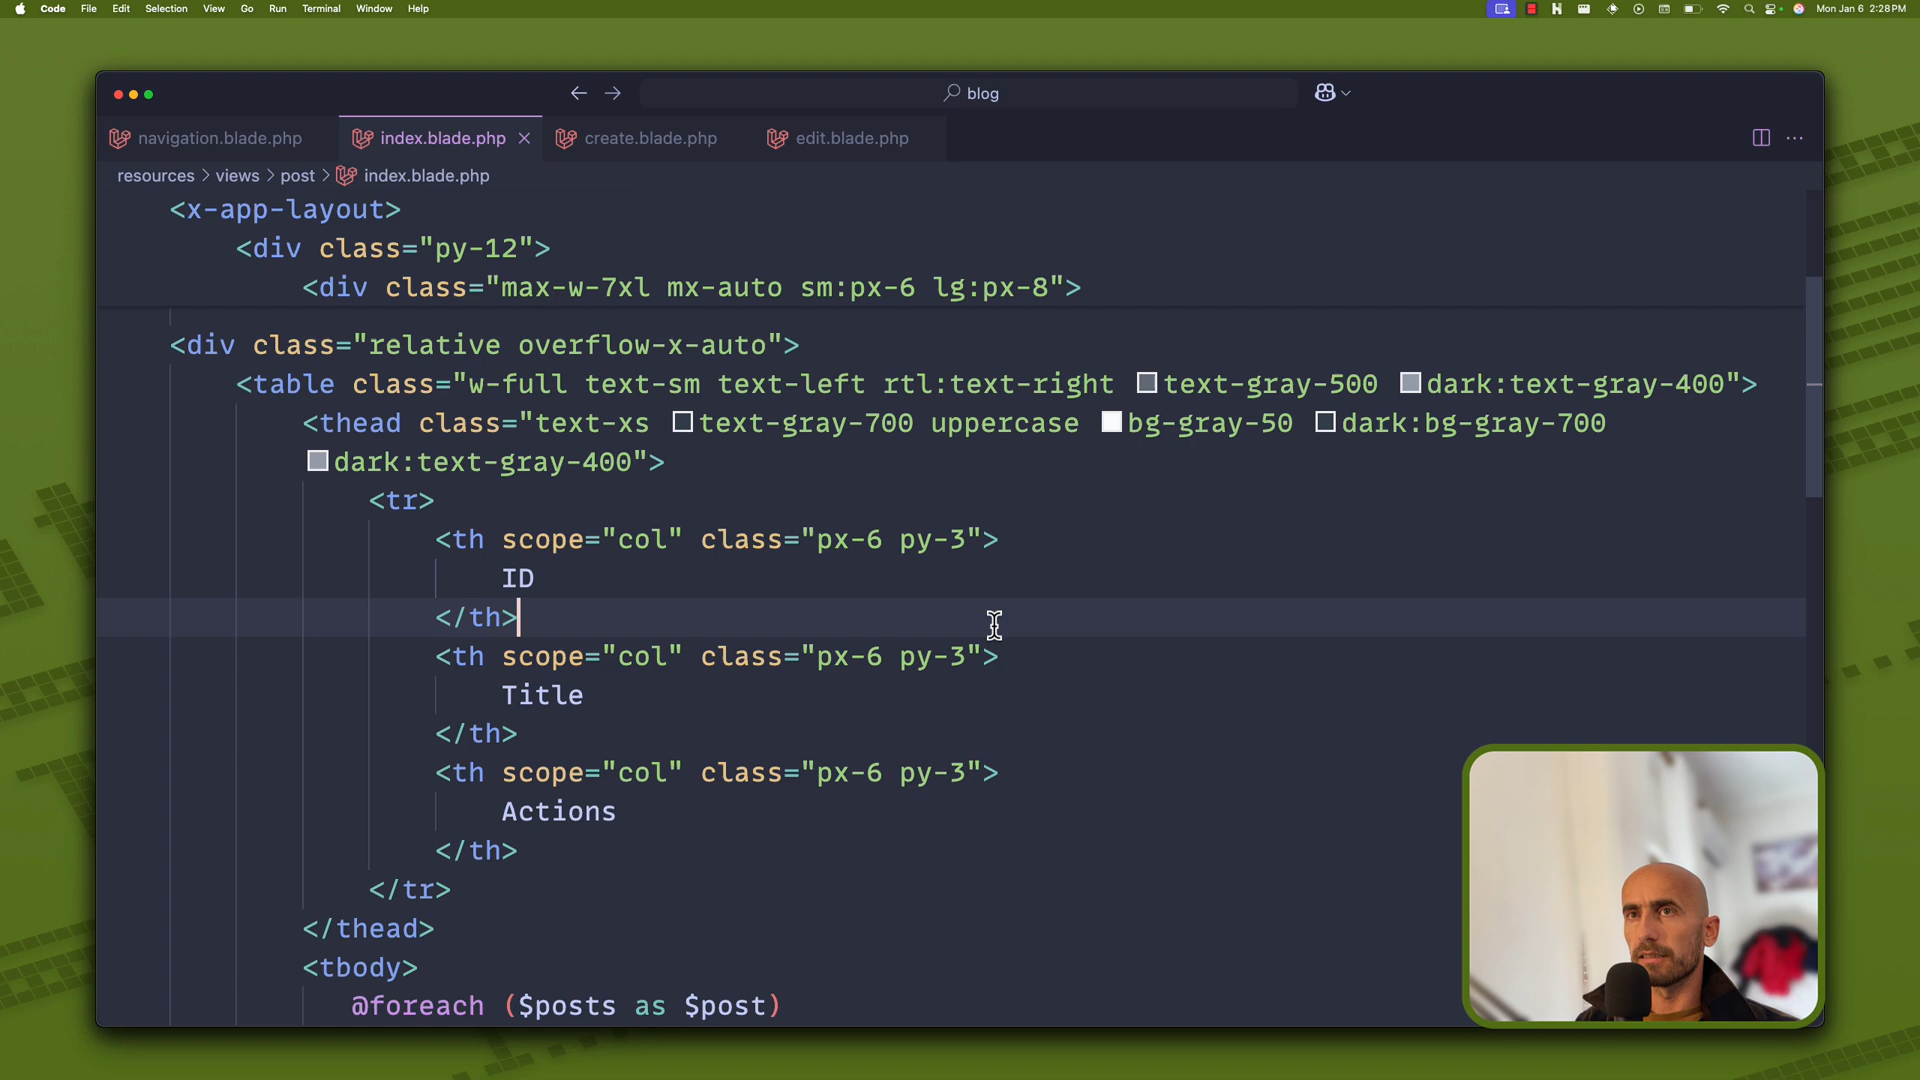 Code File Edit Selection View Go Run Terminal Window Help Mon Jan 6 2:28 PM
blog
navigation.blade.php index.blade.php create.blade.php edit.blade.php
resources > views > post > index.blade.php
<x-app-layout>
<div class="py-12">
<div class="max-w-7xl mx-auto sm:px-6 lg:px-8">
<div class="relative overflow-x-auto">
<table class="w-full text-sm text-left rtl:text-right text-gray-500 dark:text-gray-400">
<thead class="text-xs text-gray-700 uppercase bg-gray-50 dark:bg-gray-700
dark:text-gray-400">
<tr>
<th scope="col" class="px-6 py-3">
ID
</th>
<th scope="col" class="px-6 py-3">
Title
</th>
<th scope="col" class="px-6 py-3">
Actions
</th>
</tr>
</thead>
<tbody>
@foreach ($posts as $post)